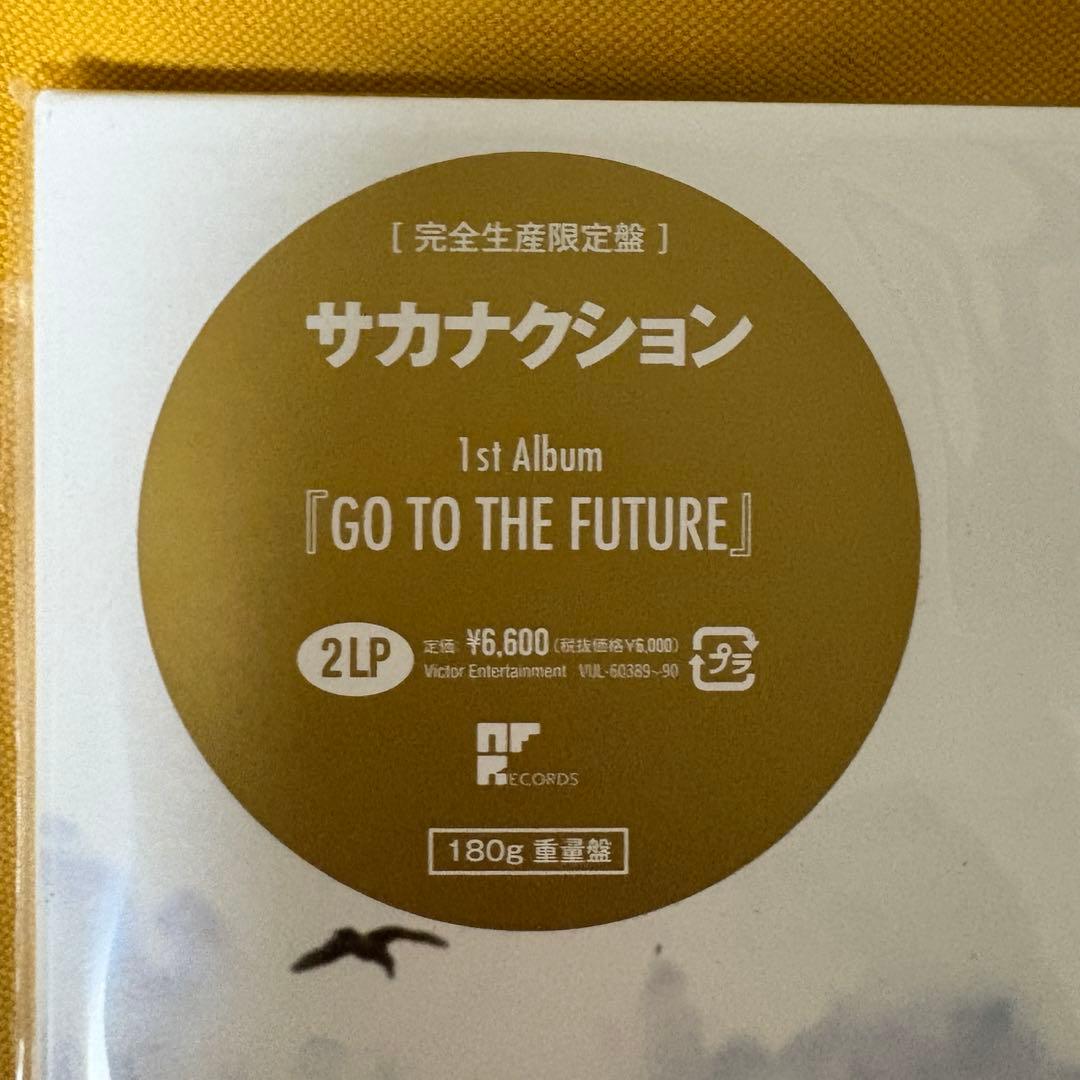 [ 完全生産限定盤 ]
サカナクション
1st Album
『GO TO THE FUTURE』
2LP
定価 ¥6,600 (税抜価格¥6,000)
Victor Entertainment VIJL-60389~90
プラ
NF
RECORDS
180g 重量盤